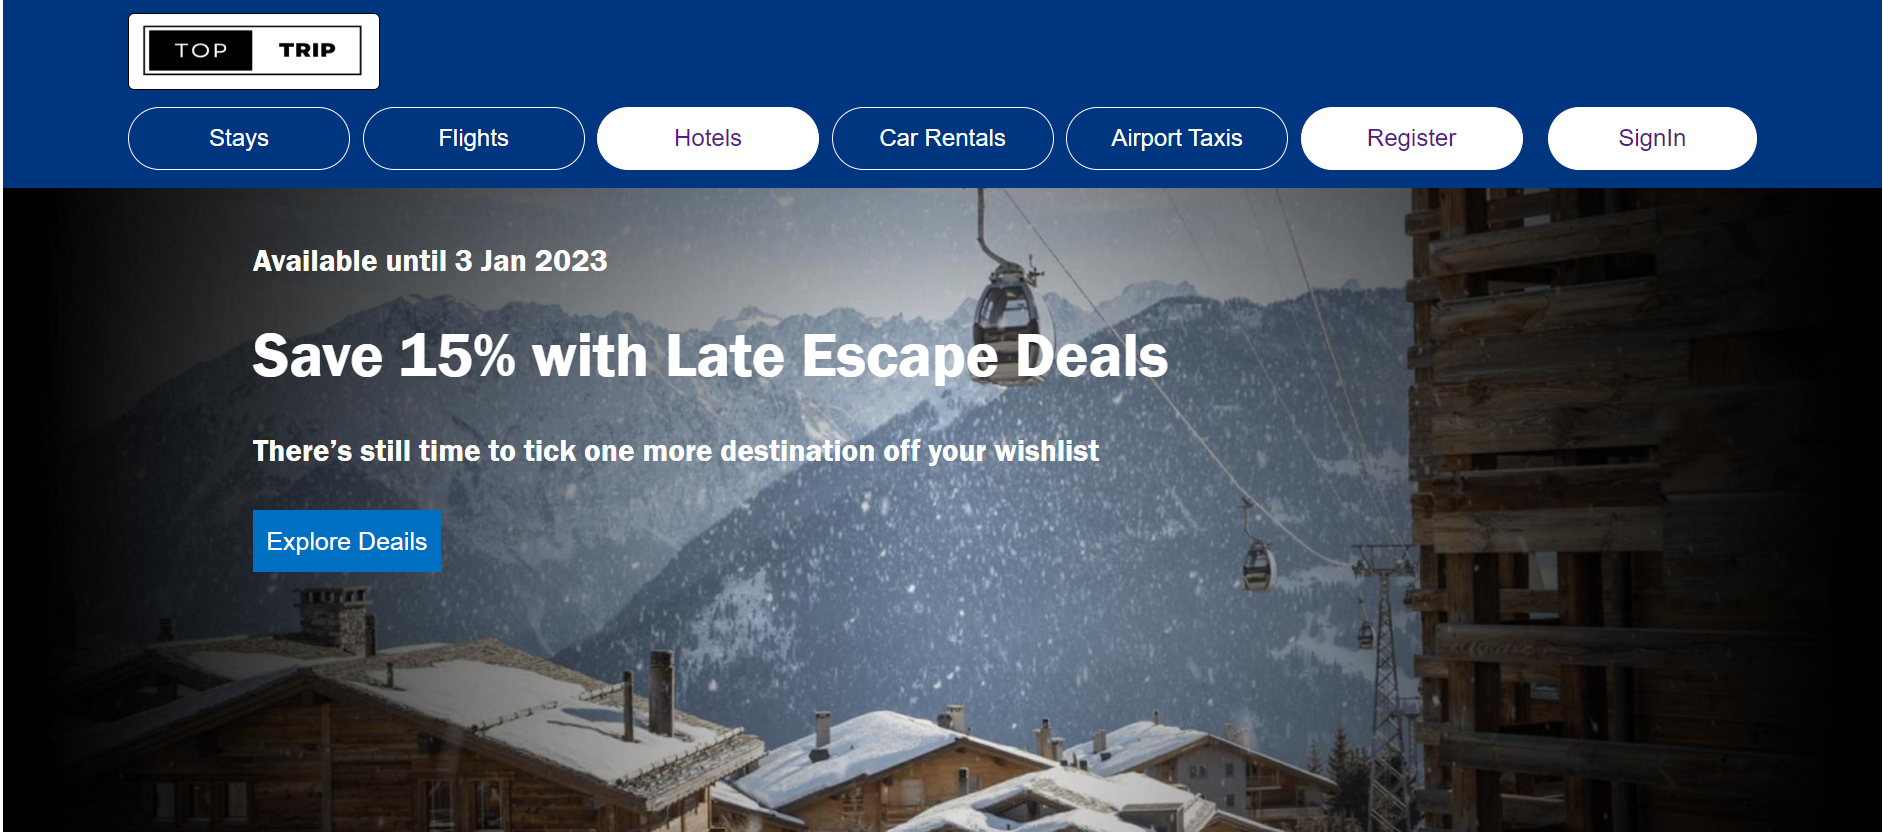 TOP TRIP
Stays Flights Hotels Car Rentals Airport Taxis Register SignIn
Available until 3 Jan 2023
Save 15% with Late Escape Deals
There’s still time to tick one more destination off your wishlist
Explore Deails